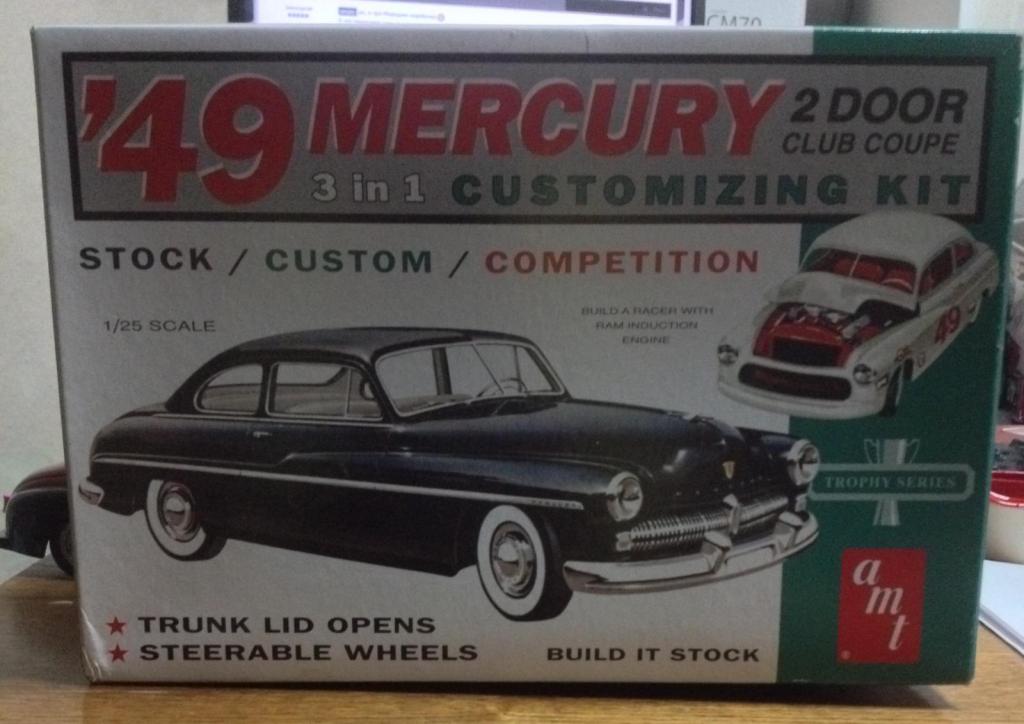 '49 MERCURY 2 DOOR
CLUB COUPE
3 in 1 CUSTOMIZING KIT
STOCK / CUSTOM / COMPETITION
1/25 SCALE
BUILD A RACER WITH
RAM INDUCTION
ENGINE
49
TROPHY SERIES
amt
®
★ TRUNK LID OPENS
★ STEERABLE WHEELS
BUILD IT STOCK